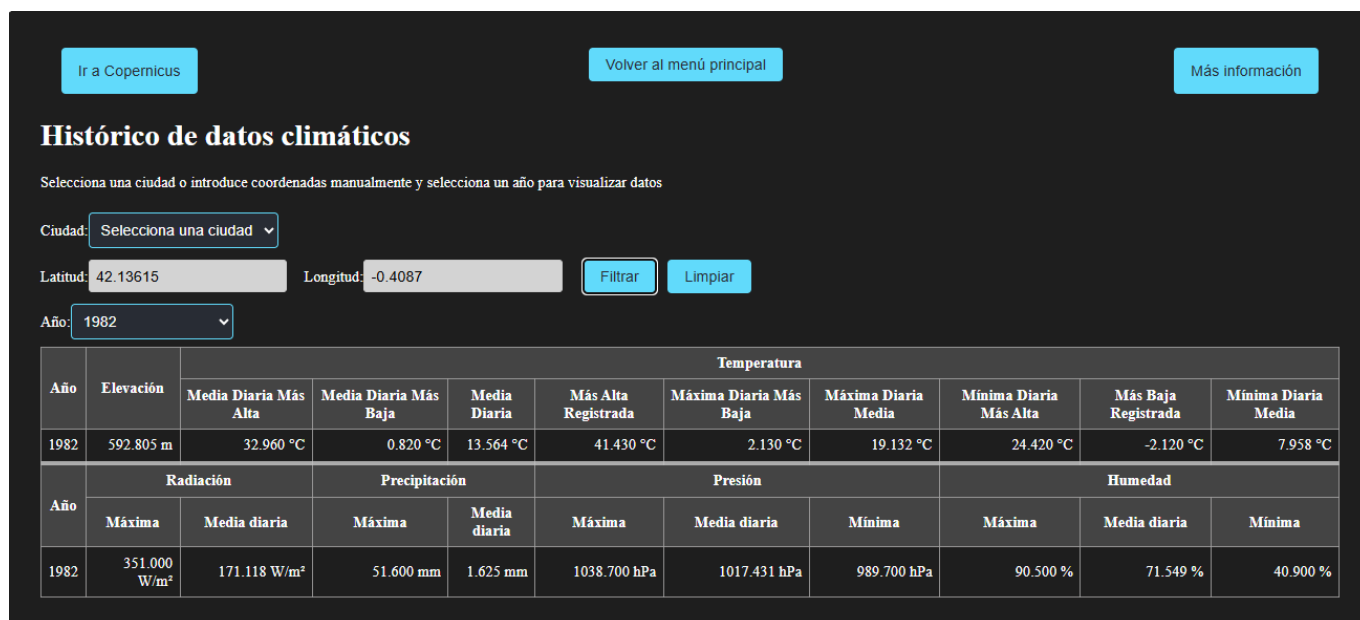 Ir a Copernicus
Volver al menú principal
Más información
Histórico de datos climáticos
Selecciona una ciudad o introduce coordenadas manualmente y selecciona un año para visualizar datos
Ciudad: Selecciona una ciudad
Latitud: 42.13615 Longitud: -0.4087 Filtrar Limpiar
Año: 1982
Año Elevación Temperatura
Media Diaria Más Alta Media Diaria Más Baja Media Diaria Más Alta Registrada Máxima Diaria Más Baja Máxima Diaria Media Mínima Diaria Más Alta Más Baja Registrada Mínima Diaria Media
1982 592.805 m 32.960 °C 0.820 °C 13.564 °C 41.430 °C 2.130 °C 19.132 °C 24.420 °C -2.120 °C 7.958 °C
Año Radiación Precipitación Presión Humedad
Máxima Media diaria Máxima Media diaria Máxima Media diaria Mínima Máxima Media diaria Mínima
1982 351.000 W/m² 171.118 W/m² 51.600 mm 1.625 mm 1038.700 hPa 1017.431 hPa 989.700 hPa 90.500 % 71.549 % 40.900 %